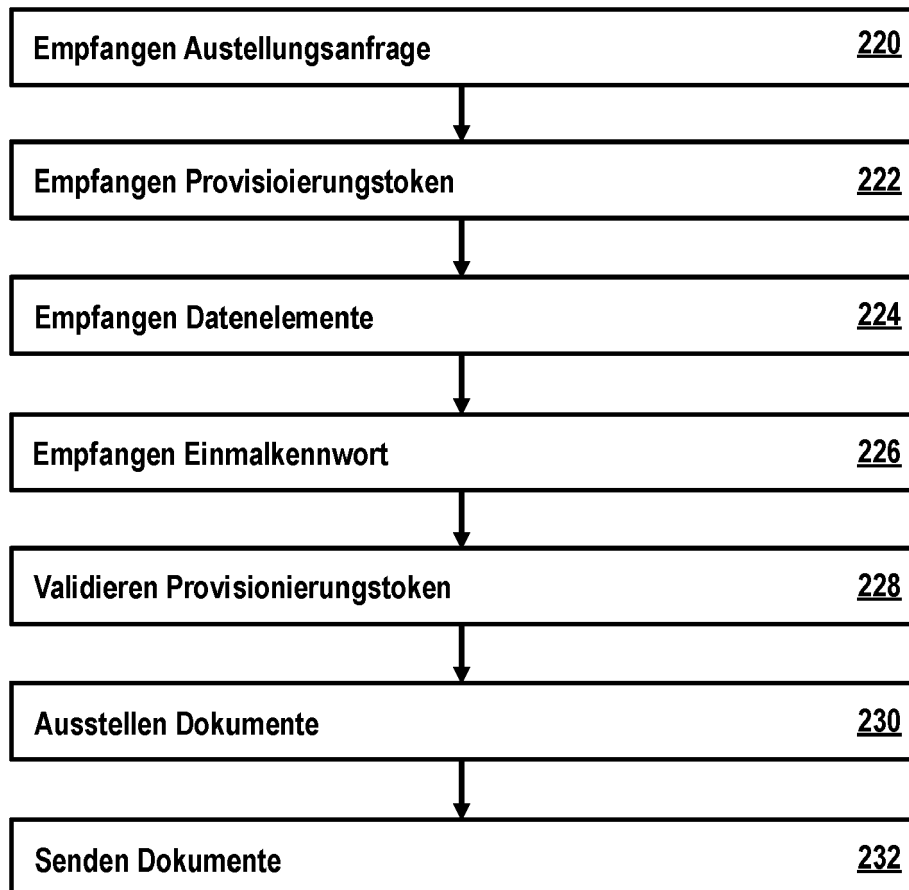 Empfangen Austellungsanfrage 220
Empfangen Provisioierungstoken 222
Empfangen Datenelemente 224
Empfangen Einmalkennwort 226
Validieren Provisionierungstoken 228
Ausstellen Dokumente 230
Senden Dokumente 232